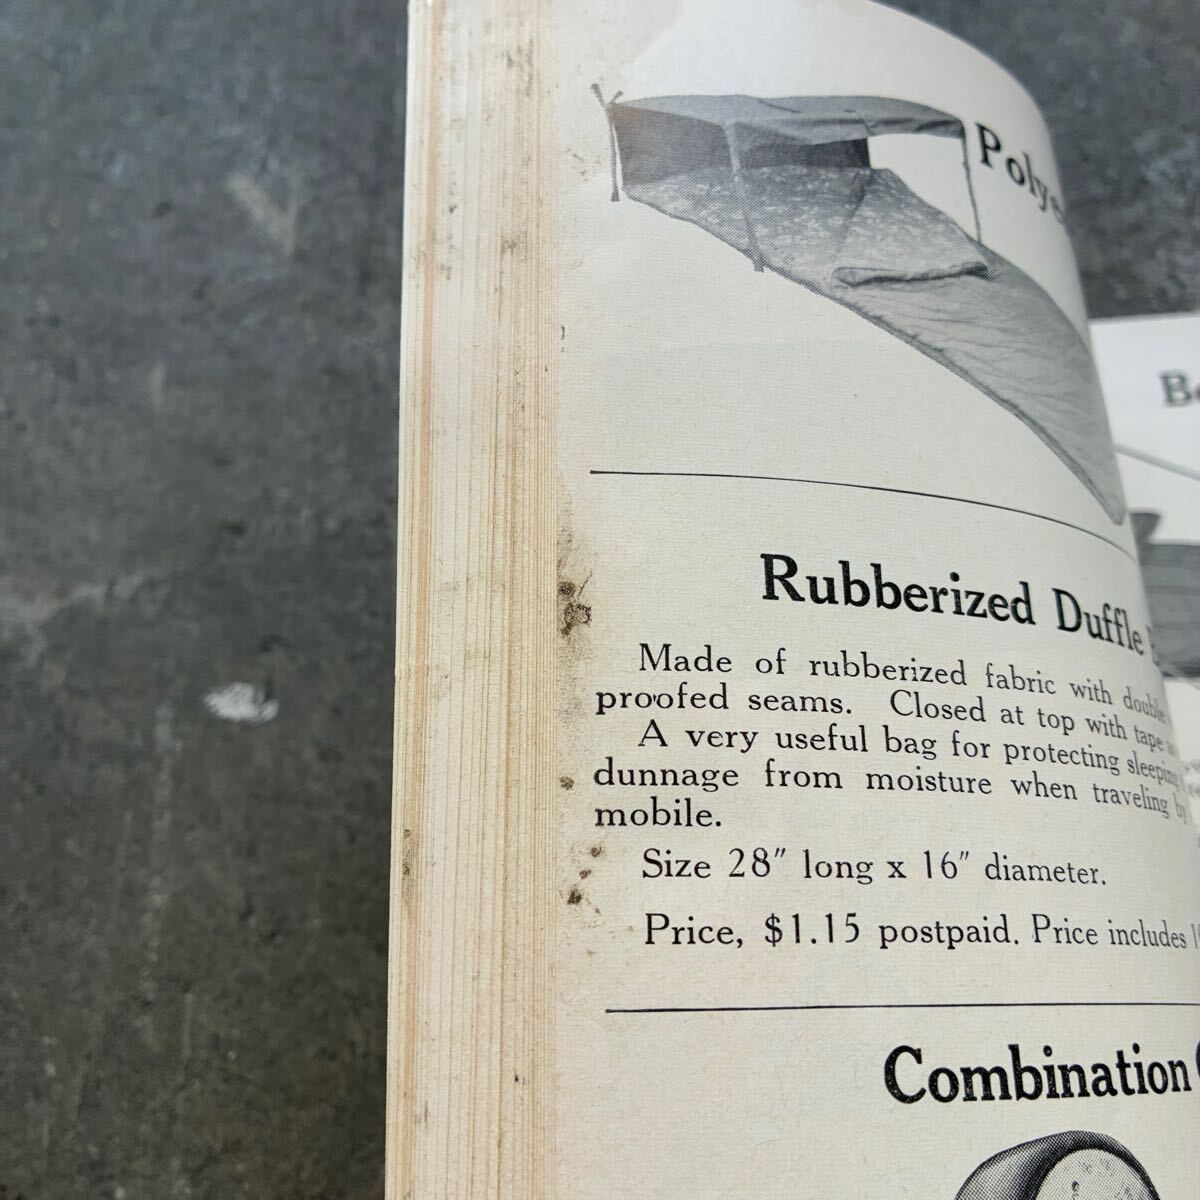 Polye
Be
Rubberized Duffle
Made of rubberized fabric with double
proofed seams. Closed at top with tape
A very useful bag for protecting sleeping
dunnage from moisture when traveling by
mobile.
Size 28" long x 16" diameter.
Price, $1.15 postpaid. Price includes
Combination